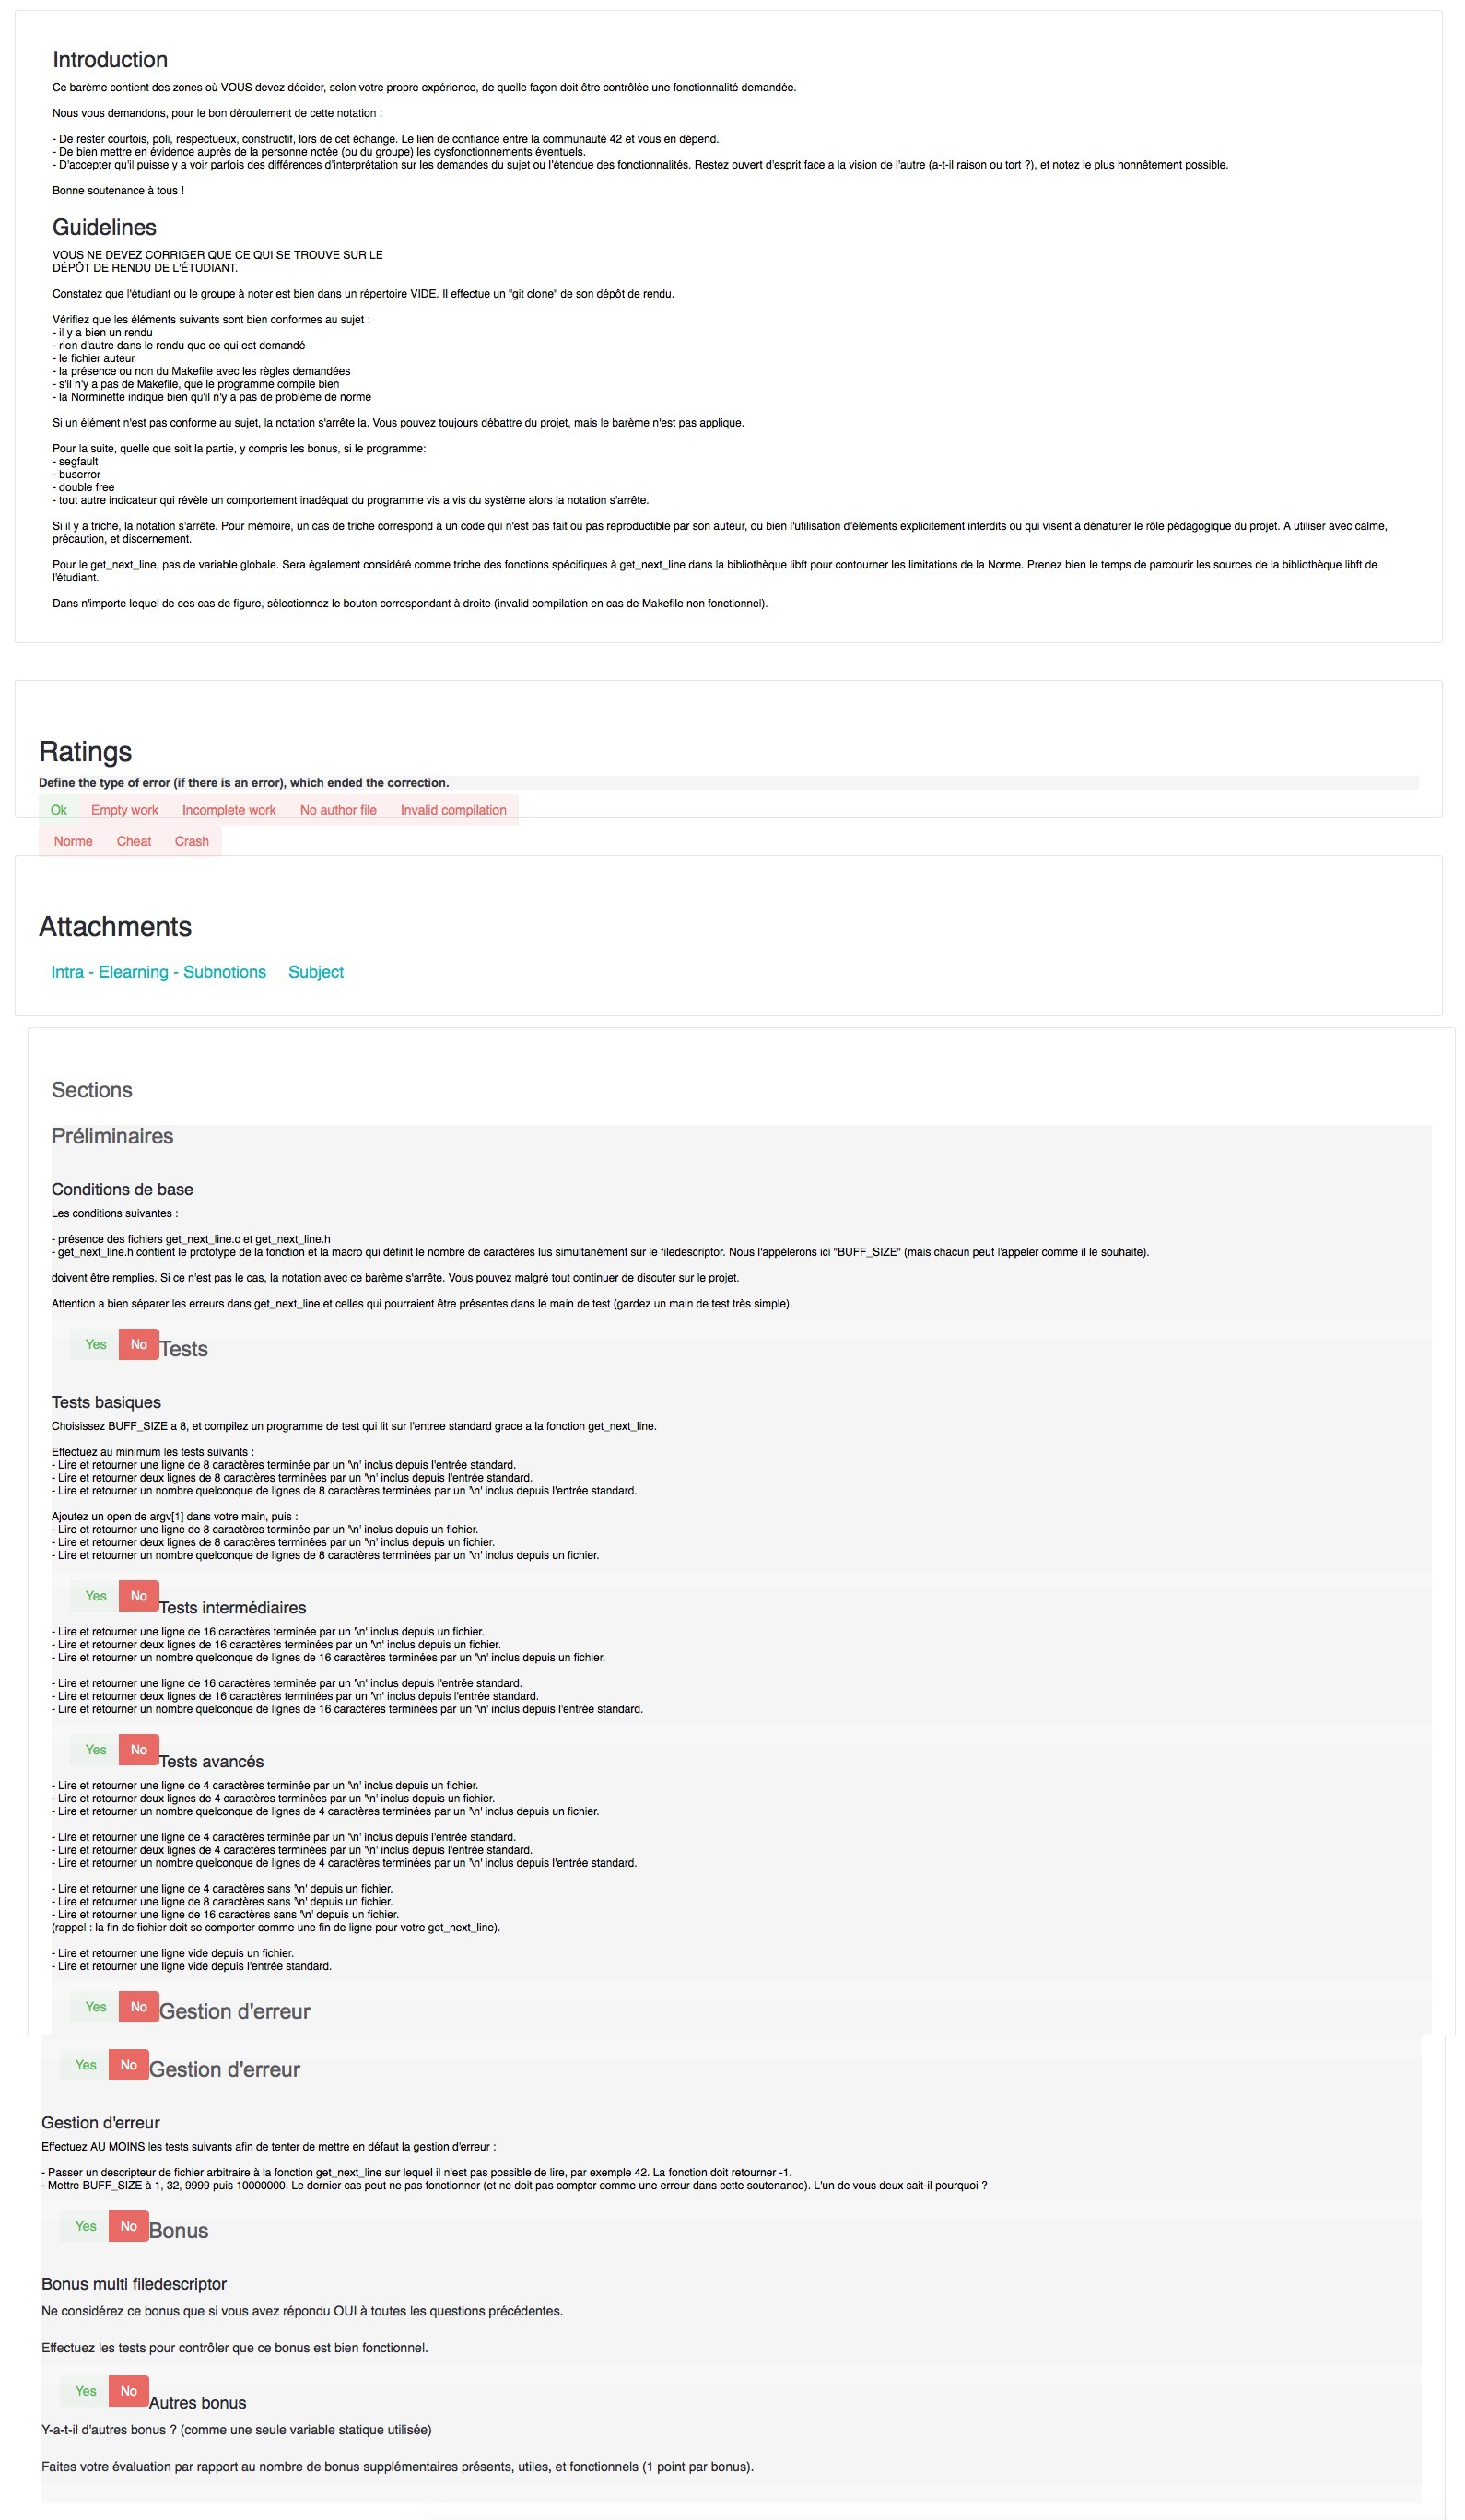 Introduction
Ce barème contient des zones où VOUS devez décider, selon votre propre expérience, de quelle façon doit être contrôlée une fonctionnalité demandée.
Nous vous demandons, pour le bon déroulement de cette notation :
- De rester courtois, poli, respectueux, constructif, lors de cet échange. Le lien de confiance entre la communauté 42 et vous en dépend.
- De bien mettre en évidence auprès de la personne notée (ou du groupe) les dysfonctionnements éventuels.
- D'accepter qu'il puisse y a voir parfois des différences d'interprétation sur les demandes du sujet ou l'étendue des fonctionnalités. Restez ouvert d'esprit face a la vision de l'autre (a-t-il raison ou tort ?), et notez le plus honnêtement possible.
Bonne soutenance à tous !
Guidelines
VOUS NE DEVEZ CORRIGER QUE CE QUI SE TROUVE SUR LE
DÉPÔT DE RENDU DE L'ÉTUDIANT.
Constatez que l'étudiant ou le groupe à noter est bien dans un répertoire VIDE. Il effectue un "git clone" de son dépôt de rendu.
Vérifiez que les éléments suivants sont bien conformes au sujet :
- il y a bien un rendu
- rien d'autre dans le rendu que ce qui est demandé
- le fichier auteur
- la présence ou non du Makefile avec les règles demandées
- s'il n'y a pas de Makefile, que le programme compile bien
- la Norminette indique bien qu'il n'y a pas de problème de norme
Si un élément n'est pas conforme au sujet, la notation s'arrête la. Vous pouvez toujours débattre du projet, mais le barème n'est pas applique.
Pour la suite, quelle que soit la partie, y compris les bonus, si le programme:
- segfault
- buserror
- double free
- tout autre indicateur qui révèle un comportement inadéquat du programme vis a vis du système alors la notation s'arrête.
Si il y a triche, la notation s'arrête. Pour mémoire, un cas de triche correspond à un code qui n'est pas fait ou pas reproductible par son auteur, ou bien l'utilisation d'éléments explicitement interdits ou qui visent à dénaturer le rôle pédagogique du projet. A utiliser avec calme,
précaution, et discernement.
Pour le get_next_line, pas de variable globale. Sera également considéré comme triche des fonctions spécifiques à get_next_line dans la bibliothèque libft pour contourner les limitations de la Norme. Prenez bien le temps de parcourir les sources de la bibliothèque libft de
l'étudiant.
Dans n'importe lequel de ces cas de figure, sélectionnez le bouton correspondant à droite (invalid compilation en cas de Makefile non fonctionnel).
Ratings
Define the type of error (if there is an error), which ended the correction.
Ok Empty work Incomplete work No author file Invalid compilation
Norme Cheat Crash
Attachments
Intra - Elearning - Subnotions Subject
Sections
Préliminaires
Conditions de base
Les conditions suivantes :
- présence des fichiers get_next_line.c et get_next_line.h
- get_next_line.h contient le prototype de la fonction et la macro qui définit le nombre de caractères lus simultanément sur le filedescriptor. Nous l'appèlerons ici "BUFF_SIZE" (mais chacun peut l'appeler comme il le souhaite).
doivent être remplies. Si ce n'est pas le cas, la notation avec ce barème s'arrête. Vous pouvez malgré tout continuer de discuter sur le projet.
Attention a bien séparer les erreurs dans get_next_line et celles qui pourraient être présentes dans le main de test (gardez un main de test très simple).
Yes No Tests
Tests basiques
Choisissez BUFF_SIZE a 8, et compilez un programme de test qui lit sur l'entree standard grace a la fonction get_next_line.
Effectuez au minimum les tests suivants :
- Lire et retourner une ligne de 8 caractères terminée par un '\n' inclus depuis l'entrée standard.
- Lire et retourner deux lignes de 8 caractères terminées par un '\n' inclus depuis l'entrée standard.
- Lire et retourner un nombre quelconque de lignes de 8 caractères terminées par un '\n' inclus depuis l'entrée standard.
Ajoutez un open de argv[1] dans votre main, puis :
- Lire et retourner une ligne de 8 caractères terminée par un '\n' inclus depuis un fichier.
- Lire et retourner deux lignes de 8 caractères terminées par un '\n' inclus depuis un fichier.
- Lire et retourner un nombre quelconque de lignes de 8 caractères terminées par un '\n' inclus depuis un fichier.
Yes No Tests intermédiaires
- Lire et retourner une ligne de 16 caractères terminée par un '\n' inclus depuis un fichier.
- Lire et retourner deux lignes de 16 caractères terminées par un '\n' inclus depuis un fichier.
- Lire et retourner un nombre quelconque de lignes de 16 caractères terminées par un '\n' inclus depuis un fichier.
- Lire et retourner une ligne de 16 caractères terminée par un '\n' inclus depuis l'entrée standard.
- Lire et retourner deux lignes de 16 caractères terminées par un '\n' inclus depuis l'entrée standard.
- Lire et retourner un nombre quelconque de lignes de 16 caractères terminées par un '\n' inclus depuis l'entrée standard.
Yes No Tests avancés
- Lire et retourner une ligne de 4 caractères terminée par un '\n' inclus depuis un fichier.
- Lire et retourner deux lignes de 4 caractères terminées par un '\n' inclus depuis un fichier.
- Lire et retourner un nombre quelconque de lignes de 4 caractères terminées par un '\n' inclus depuis un fichier.
- Lire et retourner une ligne de 4 caractères terminée par un '\n' inclus depuis l'entrée standard.
- Lire et retourner deux lignes de 4 caractères terminées par un '\n' inclus depuis l'entrée standard.
- Lire et retourner un nombre quelconque de lignes de 4 caractères terminées par un '\n' inclus depuis l'entrée standard.
- Lire et retourner une ligne de 4 caractères sans '\n' depuis un fichier.
- Lire et retourner une ligne de 8 caractères sans '\n' depuis un fichier.
- Lire et retourner une ligne de 16 caractères sans '\n' depuis un fichier.
(rappel : la fin de fichier doit se comporter comme une fin de ligne pour votre get_next_line).
- Lire et retourner une ligne vide depuis un fichier.
- Lire et retourner une ligne vide depuis l'entrée standard.
Yes No Gestion d'erreur
Yes No Gestion d'erreur
Gestion d'erreur
Effectuez AU MOINS les tests suivants afin de tenter de mettre en défaut la gestion d'erreur :
- Passer un descripteur de fichier arbitraire à la fonction get_next_line sur lequel il n'est pas possible de lire, par exemple 42. La fonction doit retourner -1.
- Mettre BUFF_SIZE à 1, 32, 9999 puis 10000000. Le dernier cas peut ne pas fonctionner (et ne doit pas compter comme une erreur dans cette soutenance). L'un de vous deux sait-il pourquoi ?
Yes No Bonus
Bonus multi filedescriptor
Ne considérez ce bonus que si vous avez répondu OUI à toutes les questions précédentes.
Effectuez les tests pour contrôler que ce bonus est bien fonctionnel.
Yes No Autres bonus
Y-a-t-il d'autres bonus ? (comme une seule variable statique utilisée)
Faites votre évaluation par rapport au nombre de bonus supplémentaires présents, utiles, et fonctionnels (1 point par bonus).